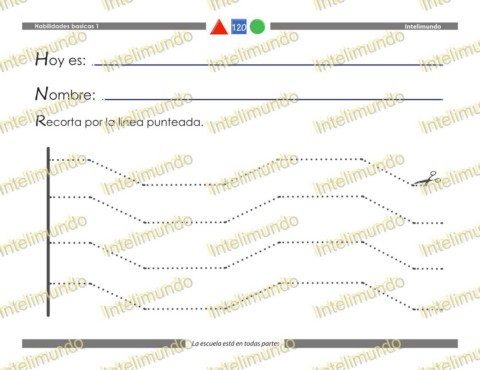 Habilidades basicas 1
120
Intelimundo
Hoy es:
Nombre:
Recorta por la linea punteada.
La escuela está en todas partes
Intelimundo